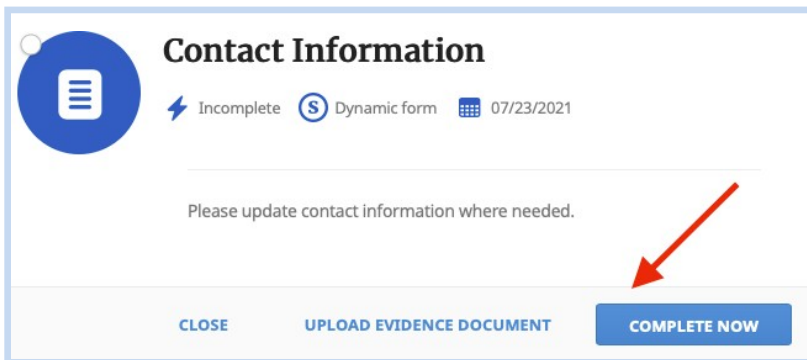 Contact Information
Incomplete S Dynamic form 07/23/2021
Please update contact information where needed.
CLOSE UPLOAD EVIDENCE DOCUMENT COMPLETE NOW